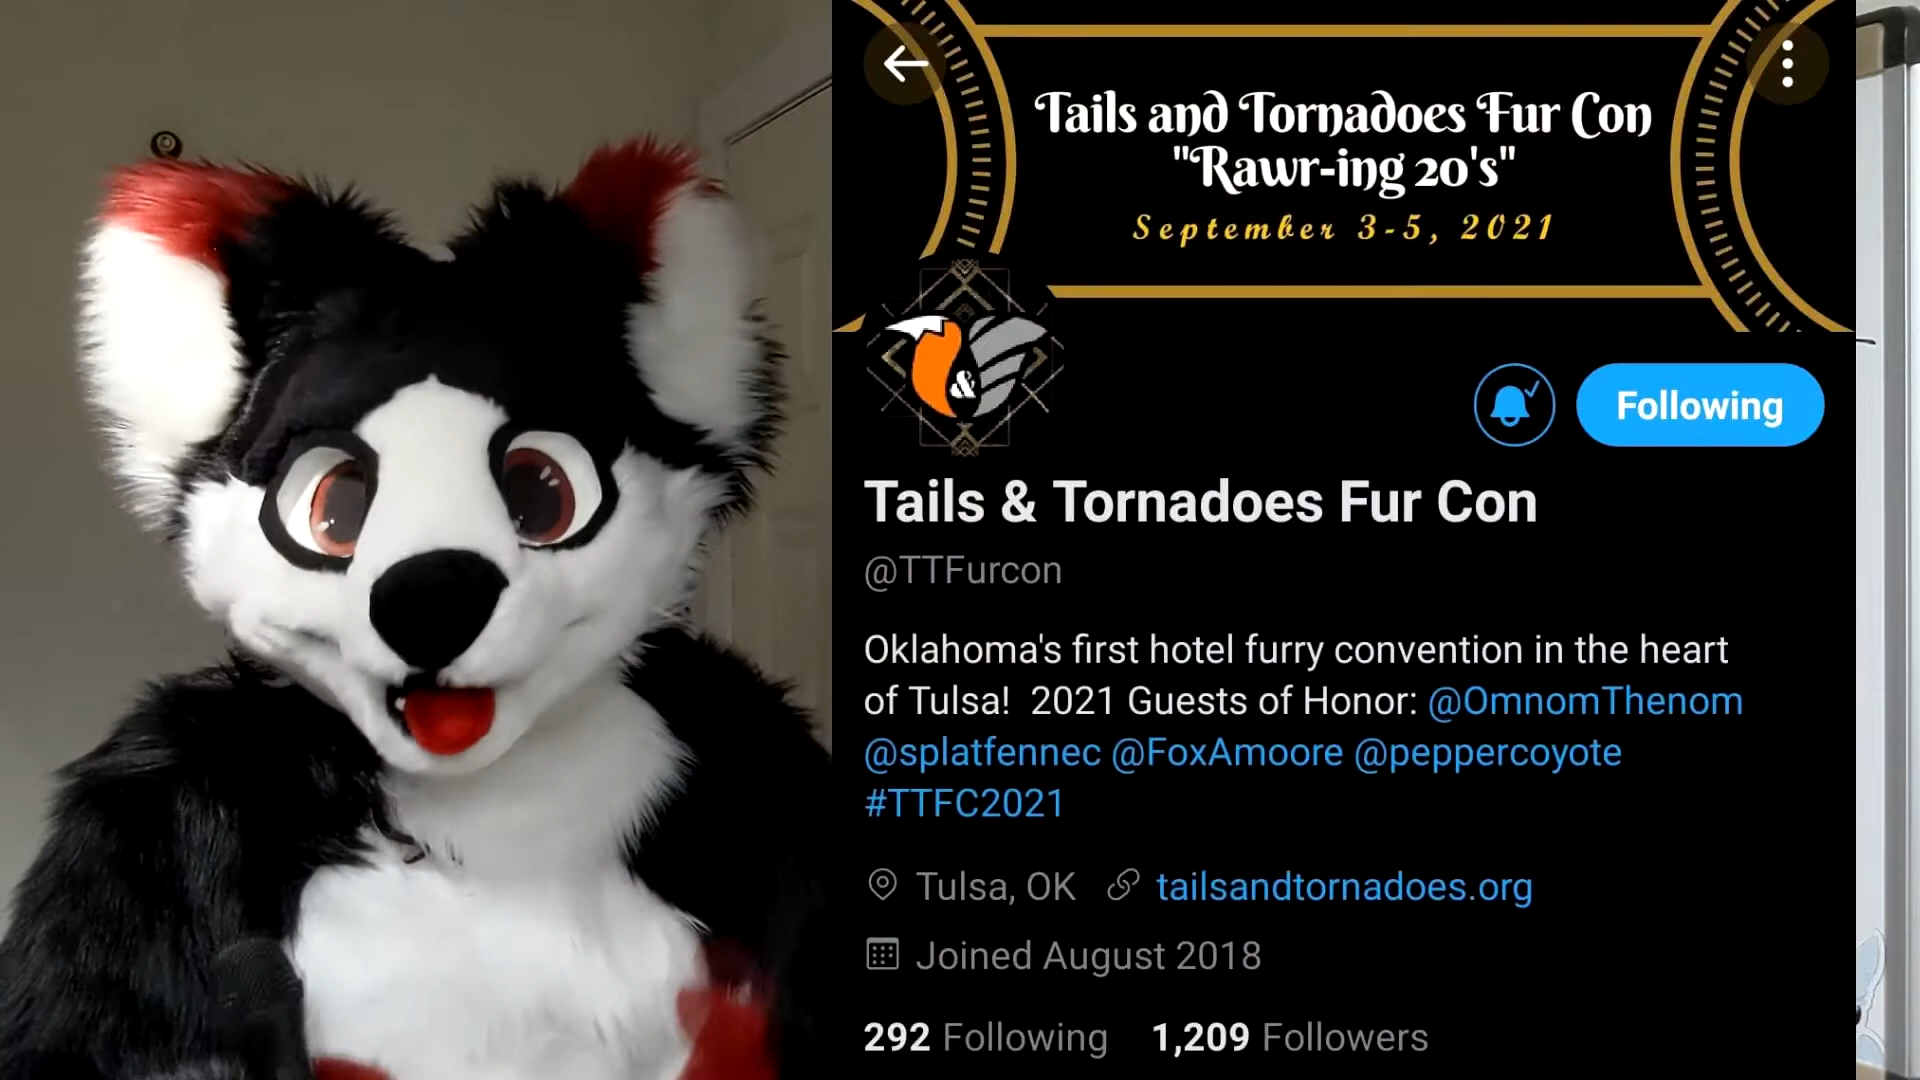 Tails and Tornadoes Fur Con
"Rawr-ing 20's"
September 3-5, 2021
&
Following
Tails & Tornadoes Fur Con
@TTFurcon
Oklahoma's first hotel furry convention in the heart
of Tulsa!  2021 Guests of Honor: @OmnomThenom
@splatfennec @FoxAmoore @peppercoyote
#TTFC2021
Tulsa, OK tailsandtornadoes.org
Joined August 2018
292 Following 1,209 Followers